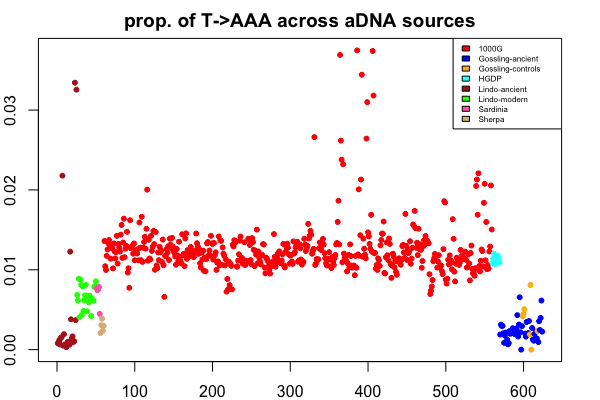 prop. of T->AAA across aDNA sources
1000G
Gossling-ancient
Gossling-controls
HGDP
Lindo-ancient
Lindo-modern
Sardinia
Sherpa
0.03
0.02
0.01
0.00
0 100 200 300 400 500 600